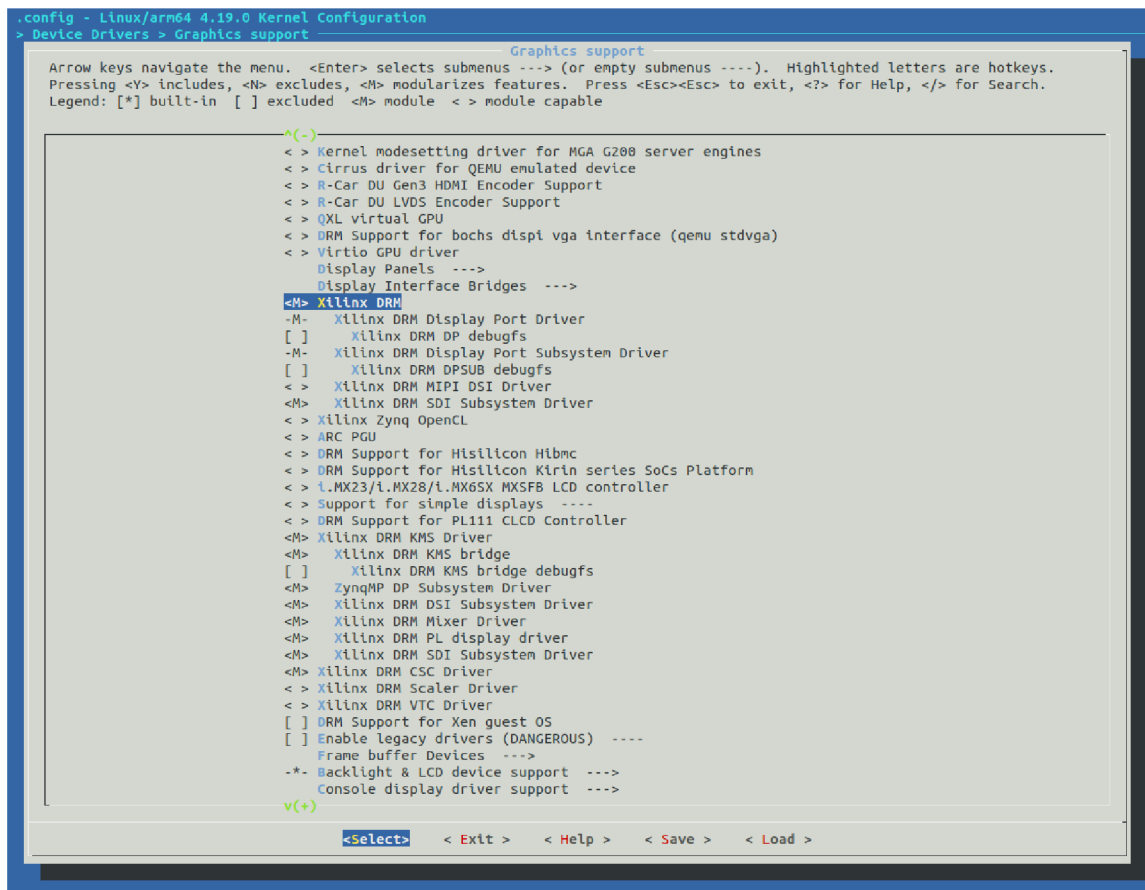 .config - Linux/arm64 4.19.0 Kernel Configuration
> Device Drivers > Graphics support
Graphics support
Arrow keys navigate the menu.  <Enter> selects submenus ---> (or empty submenus ----).  Highlighted letters are hotkeys.
Pressing <Y> includes, <N> excludes, <M> modularizes features.  Press <Esc><Esc> to exit, <?> for Help, </> for Search.
Legend: [*] built-in  [ ] excluded  <M> module  < > module capable
^(-)
< > Kernel modesetting driver for MGA G200 server engines
< > Cirrus driver for QEMU emulated device
< > R-Car DU Gen3 HDMI Encoder Support
< > R-Car DU LVDS Encoder Support
< > QXL virtual GPU
< > DRM Support for bochs dispi vga interface (qemu stdvga)
< > Virtio GPU driver
Display Panels  --->
Display Interface Bridges  --->
<M> Xilinx DRM
-M-   Xilinx DRM Display Port Driver
[ ]     Xilinx DRM DP debugfs
-M-   Xilinx DRM Display Port Subsystem Driver
[ ]     Xilinx DRM DPSUB debugfs
< >   Xilinx DRM MIPI DSI Driver
<M>   Xilinx DRM SDI Subsystem Driver
< > Xilinx Zynq OpenCL
< > ARC PGU
< > DRM Support for Hisilicon Hibmc
< > DRM Support for Hisilicon Kirin series SoCs Platform
< > i.MX23/i.MX28/i.MX6SX MXSFB LCD controller
< > Support for simple displays  ----
< > DRM Support for PL111 CLCD Controller
<M> Xilinx DRM KMS Driver
<M>   Xilinx DRM KMS bridge
[ ]     Xilinx DRM KMS bridge debugfs
<M>   ZynqMP DP Subsystem Driver
<M>   Xilinx DRM DSI Subsystem Driver
<M>   Xilinx DRM Mixer Driver
<M>   Xilinx DRM PL display driver
<M>   Xilinx DRM SDI Subsystem Driver
<M> Xilinx DRM CSC Driver
< > Xilinx DRM Scaler Driver
< > Xilinx DRM VTC Driver
[ ] DRM Support for Xen guest OS
[ ] Enable legacy drivers (DANGEROUS)  ----
Frame buffer Devices  --->
-*- Backlight & LCD device support  --->
Console display driver support  --->
v(+)
<Select>    < Exit >    < Help >    < Save >    < Load >